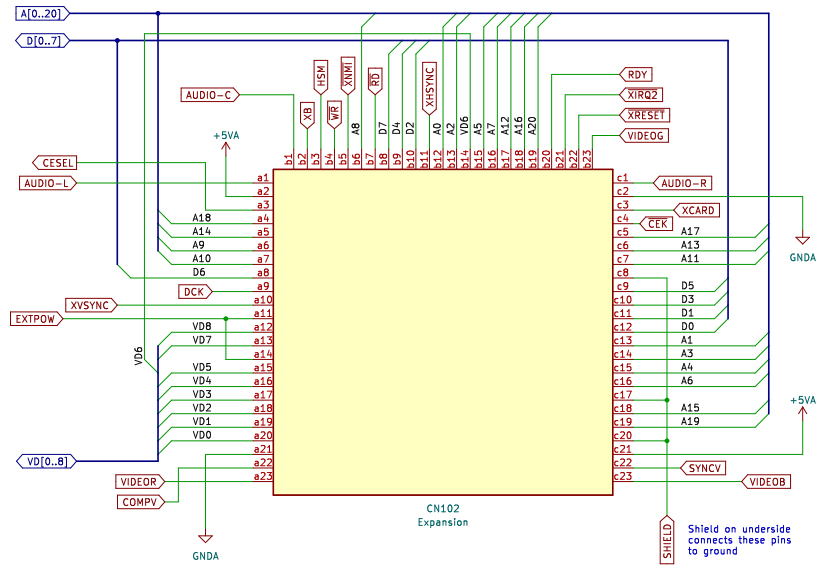 A[0..20]
D[0..7]
AUDIO-C
XB
HSM
WR
XNMI
A8
RD
D7
D4
D2
XHSYNC
A0
A2
VD6
A5
A7
A12
A16
A20
RDY
XIRQ2
XRESET
VIDEOG
+5VA
b1 b2 b3 b4 b5 b6 b7 b8 b9 b10 b11 b12 b13 b14 b15 b16 b17 b18 b19 b20 b21 b22 b23
CESEL
AUDIO-L
a1
a2
a3
A18 a4
A14 a5
A9 a6
A10 a7
D6 a8
DCK a9
XVSYNC a10
EXTPOW a11
VD8 a12
VD7 a13
VD6
a14
VD5 a15
VD4 a16
VD3 a17
VD2 a18
VD1 a19
VD0 a20
VD[0..8]
a21
a22
VIDEOR a23
COMPV
GNDA
c1 AUDIO-R
c2
c3 XCARD
c4 CEK
c5 A17
c6 A13
c7 A11
GNDA
c8
c9 D5
c10 D3
c11 D1
c12 D0
c13 A1
c14 A3
c15 A4
c16 A6
c17
+5VA
c18 A15
c19 A19
c20
c21
c22 SYNCV
c23 VIDEOB
CN102
Expansion
SHIELD
Shield on underside
connects these pins
to ground